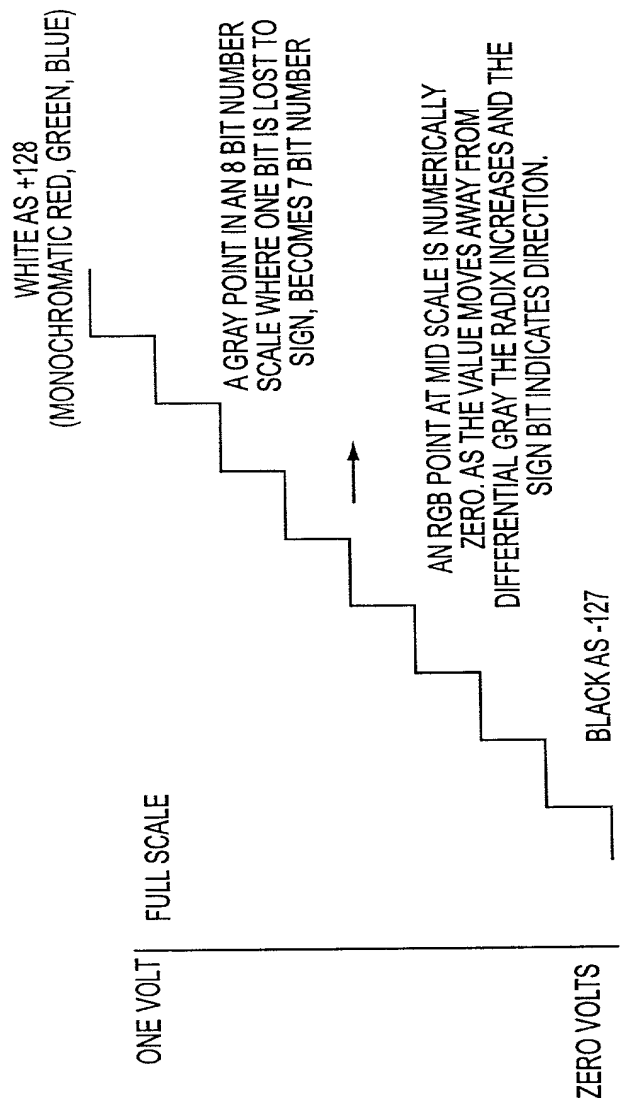 WHITE AS +128
(MONOCHROMATIC RED, GREEN, BLUE)
A GRAY POINT IN AN 8 BIT NUMBER
SCALE WHERE ONE BIT IS LOST TO
SIGN, BECOMES 7 BIT NUMBER
AN RGB POINT AT MID SCALE IS NUMERICALLY
ZERO. AS THE VALUE MOVES AWAY FROM
DIFFERENTIAL GRAY THE RADIX INCREASES AND THE
SIGN BIT INDICATES DIRECTION.
BLACK AS -127
ONE VOLT
FULL SCALE
ZERO VOLTS